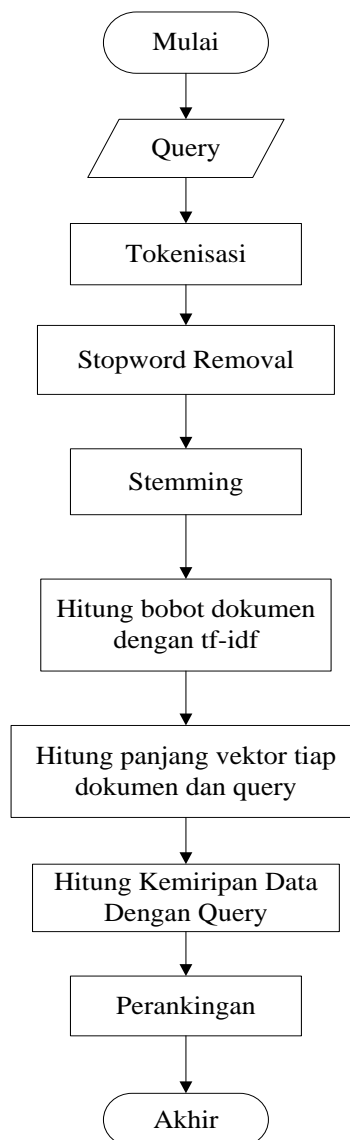 Mulai
Query
Tokenisasi
Stopword Removal
Stemming
Hitung bobot dokumen
dengan tf-idf
Hitung panjang vektor tiap
dokumen dan query
Hitung Kemiripan Data
Dengan Query
Perankingan
Akhir